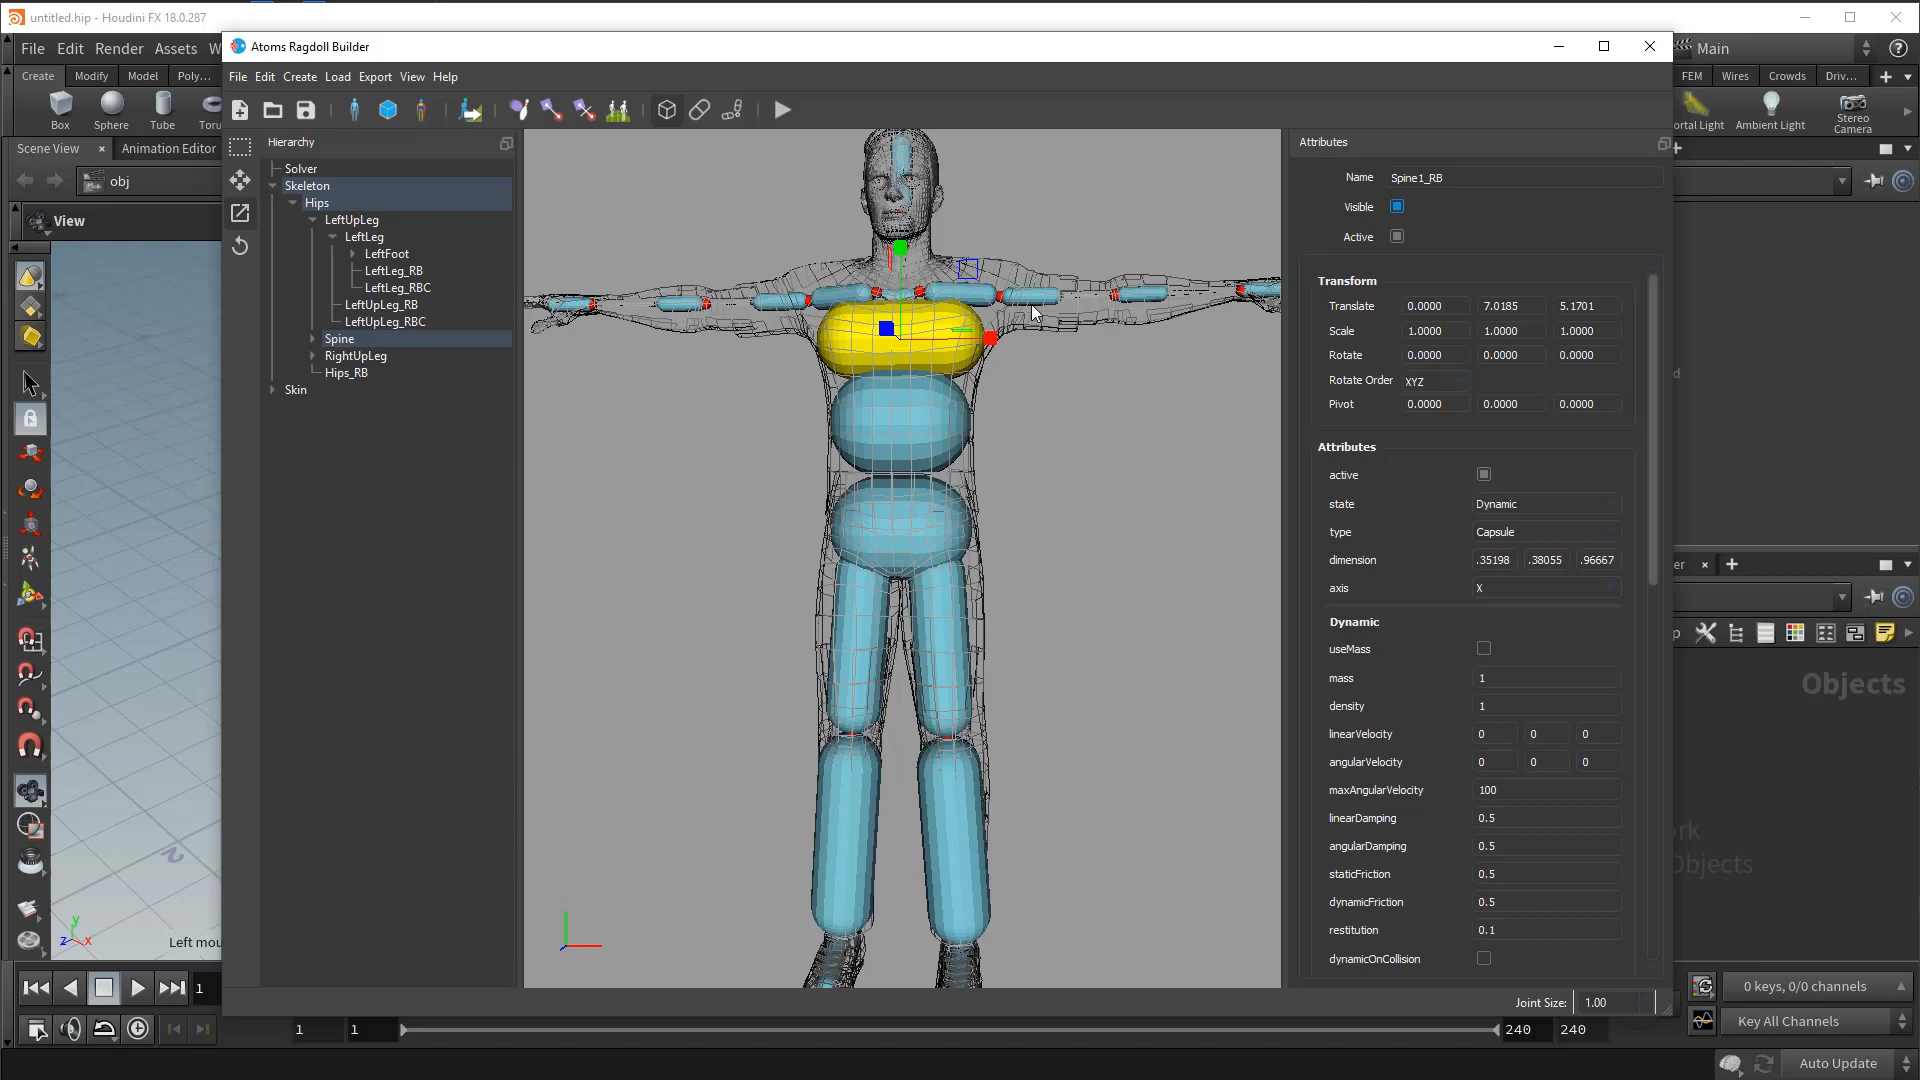 untitled.hip - Houdini FX 18.0.287
File Edit Render Assets W
Main
Create Modify Model Poly...
FEM Wires Crowds Driv...
Box Sphere Tube Toru
ortal Light Ambient Light Stereo Camera
Scene View Animation Editor
obj
View
Left mou
Atoms Ragdoll Builder
File Edit Create Load Export View Help
Hierarchy
Solver
Skeleton
Hips
LeftUpLeg
LeftLeg
LeftFoot
LeftLeg_RB
LeftLeg_RBC
LeftUpLeg_RB
LeftUpLeg_RBC
Spine
RightUpLeg
Hips_RB
Skin
Attributes
Name Spine1_RB
Visible
Active
Transform
Translate 0.0000 7.0185 5.1701
Scale 1.0000 1.0000 1.0000
Rotate 0.0000 0.0000 0.0000
Rotate Order XYZ
Pivot 0.0000 0.0000 0.0000
Attributes
active
state Dynamic
type Capsule
dimension .35198 .38055 .96667
axis X
Dynamic
useMass
mass 1
density 1
linearVelocity 0 0 0
angularVelocity 0 0 0
maxAngularVelocity 100
linearDamping 0.5
angularDamping 0.5
staticFriction 0.5
dynamicFriction 0.5
restitution 0.1
dynamicOnCollision
Joint Size: 1.00
er
p
Objects
rk
Objects
y
z x
1
1 1 240 240
0 keys, 0/0 channels
Key All Channels
Auto Update